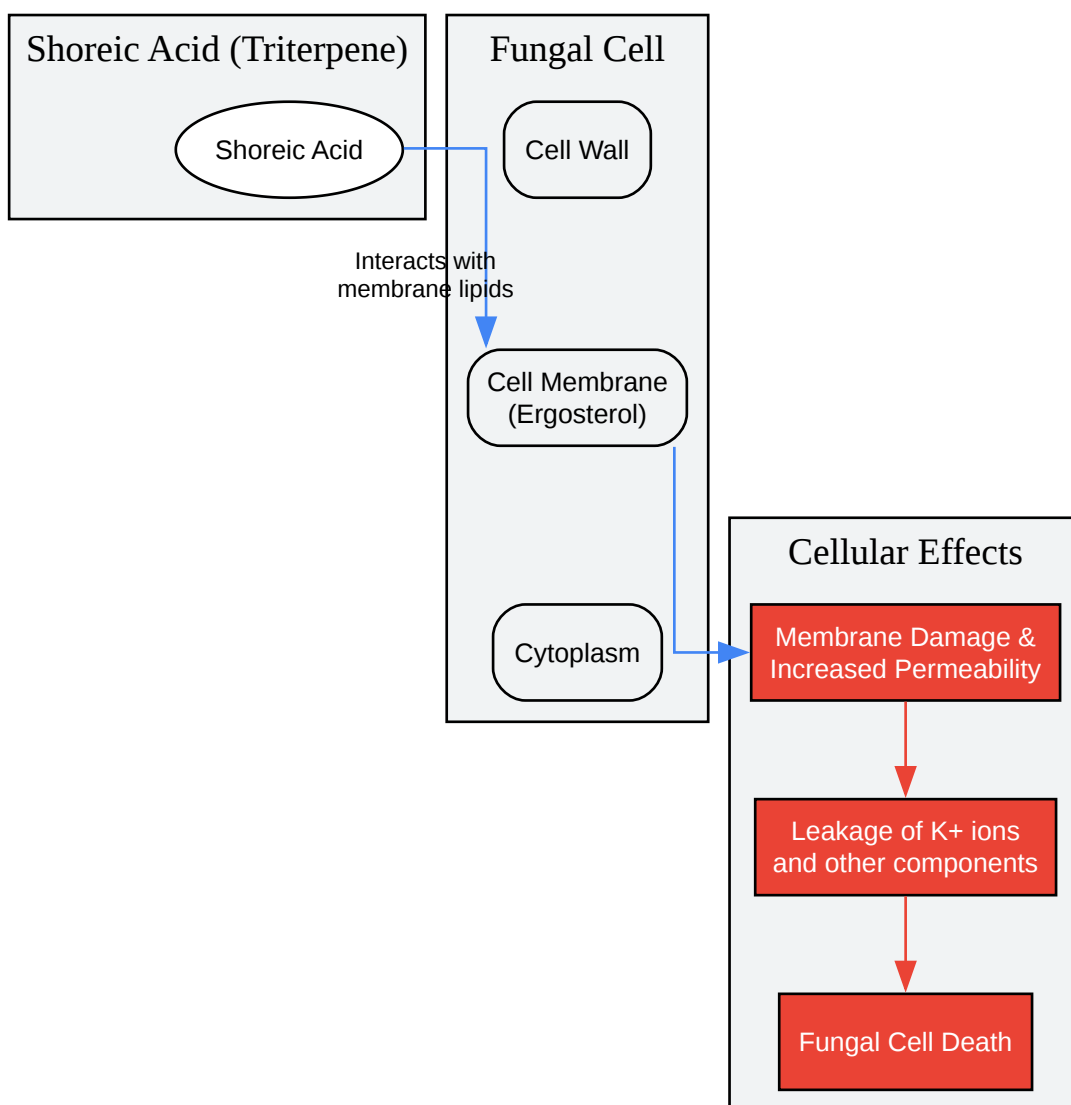 Shoreic Acid (Triterpene)
Shoreic Acid
Fungal Cell
Cell Wall
Interacts with
membrane lipids
Cell Membrane
(Ergosterol)
Cytoplasm
Cellular Effects
Membrane Damage &
Increased Permeability
Leakage of K+ ions
and other components
Fungal Cell Death